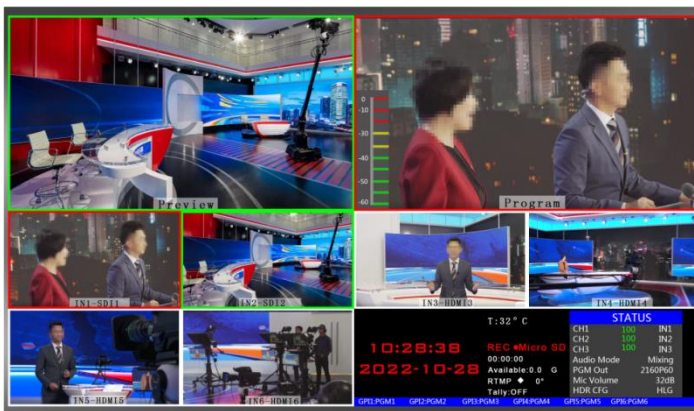 Preview
Program
0
-10
-30
-50
-60
IN1-SDI1
IN2-SDI2
IN3-HDMI3
IN4-HDMI4
IN5-HDMI5
IN6-HDMI6
10:28:38
2022-10-28
T:32° C
REC ●Micro SD
00:00:00
Available:0.0 G
RTMP ◆ 0"
Tally:OFF
STATUS
CH1 100 IN1
CH2 100 IN2
CH3 100 IN3
Audio Mode Mixing
PGM Out 2160P60
Mic Volume 32dB
HDR CFG HLG
GPI1:PGM1 GPI2:PGM2 GPI3:PGM3 GPI4:PGM4 GPI5:PGM5 GPI6:PGM6